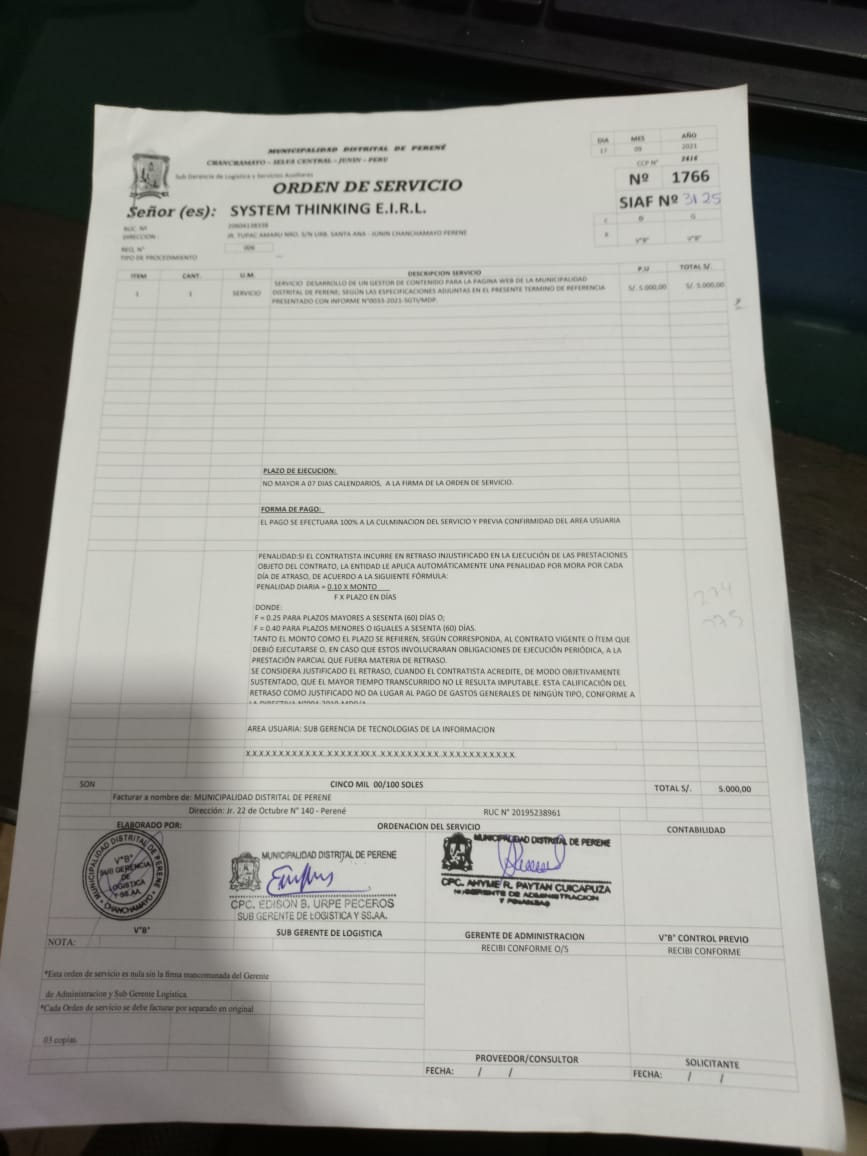 MUNICIPALIDAD DISTRITAL DE PERENÉ
CHANCHAMAYO - SELVA CENTRAL - JUNIN - PERU
Sub Gerencia de Logistica y Servicios Auxiliares
ORDEN DE SERVICIO
DIA MES AÑO
17 09 2021
CCP Nº 2616
Nº 1766
SIAF Nº 3125
Señor (es): SYSTEM THINKING E.I.R.L.
RUC. Nº
DIRECCION : JR. TUPAC AMARU NRO. S/N URB. SANTA ANA - JUNIN CHANCHAMAYO PERENE
REQ. N° 006
TIPO DE PROCEDIMIENTO
C D G
V°B° V°B°
ITEM CANT. U.M. DESCRIPCION SERVICIO P.U TOTAL S/.
1 1 SERVICIO SERVICIO DESARROLLO DE UN GESTOR DE CONTENIDO PARA LA PAGINA WEB DE LA MUNICIPALIDAD
DISTRITAL DE PERENE; SEGÚN LAS ESPECIFICACIONES ADJUNTAS EN EL PRESENTE TERMINO DE REFERENCIA
PRESENTADO CON INFORME N°0033-2021-SGTI/MDP. S/. 5.000,00 S/. 5.000,00
PLAZO DE EJECUCION:
NO MAYOR A 07 DIAS CALENDARIOS, A LA FIRMA DE LA ORDEN DE SERVICIO.
FORMA DE PAGO:
EL PAGO SE EFECTUARA 100% A LA CULMINACION DEL SERVICIO Y PREVIA CONFIRMIDAD DEL AREA USUARIA
PENALIDAD:SI EL CONTRATISTA INCURRE EN RETRASO INJUSTIFICADO EN LA EJECUCIÓN DE LAS PRESTACIONES
OBJETO DEL CONTRATO, LA ENTIDAD LE APLICA AUTOMÁTICAMENTE UNA PENALIDAD POR MORA POR CADA
DÍA DE ATRASO, DE ACUERDO A LA SIGUIENTE FÓRMULA:
PENALIDAD DIARIA = 0.10 X MONTO
F X PLAZO EN DÍAS
DONDE:
F = 0.25 PARA PLAZOS MAYORES A SESENTA (60) DÍAS O;
F = 0.40 PARA PLAZOS MENORES O IGUALES A SESENTA (60) DÍAS.
TANTO EL MONTO COMO EL PLAZO SE REFIEREN, SEGÚN CORRESPONDA, AL CONTRATO VIGENTE O ÍTEM QUE
DEBIÓ EJECUTARSE O, EN CASO QUE ESTOS INVOLUCRARAN OBLIGACIONES DE EJECUCIÓN PERIÓDICA, A LA
PRESTACIÓN PARCIAL QUE FUERA MATERIA DE RETRASO.
SE CONSIDERA JUSTIFICADO EL RETRASO, CUANDO EL CONTRATISTA ACREDITE, DE MODO OBJETIVAMENTE
SUSTENTADO, QUE EL MAYOR TIEMPO TRANSCURRIDO NO LE RESULTA IMPUTABLE. ESTA CALIFICACIÓN DEL
RETRASO COMO JUSTIFICADO NO DA LUGAR AL PAGO DE GASTOS GENERALES DE NINGÚN TIPO, CONFORME A
AREA USUARIA: SUB GERENCIA DE TECNOLOGIAS DE LA INFORMACION
X.X.X.X.X.X.X.X.X.X.X.X. X.X.X.X.X.X.XX.X .X.X.X.X.X.X.X.X.X .X.X.X.X.X.X.X.X.X.X.X
SON CINCO MIL 00/100 SOLES TOTAL S/. 5.000,00
Facturar a nombre de: MUNICIPALIDAD DISTRITAL DE PERENE
Dirección: Jr. 22 de Octubre N° 140 - Perené RUC N° 20195238961
ELABORADO POR: ORDENACION DEL SERVICIO CONTABILIDAD
MUNICIPALIDAD DISTRITAL DE PERENE
V°B°
SUB GERENCIA
DE
LOGISTICA
Y SS.AA.
CHANCHAMAYO
MUNICIPALIDAD DISTRITAL DE PERENE
CPC. EDISON B. URPE PECEROS
SUB GERENTE DE LOGISTICA Y SS.AA.
MUNICIPALIDAD DISTRITAL DE PERENE
CPC. AHYME R. PAYTAN CUICAPUZA
GERENTE DE ADMINISTRACION
Y FINANZAS
V°B° SUB GERENTE DE LOGISTICA GERENTE DE ADMINISTRACION V°B° CONTROL PREVIO
NOTA: RECIBI CONFORME O/S RECIBI CONFORME
*Esta orden de servicio es nula sin la firma mancomunada del Gerente
de Administracion y Sub Gerente Logistica.
*Cada Orden de servicio se debe facturar por separado en original
03 copias.
PROVEEDOR/CONSULTOR SOLICITANTE
FECHA: / / FECHA: / /